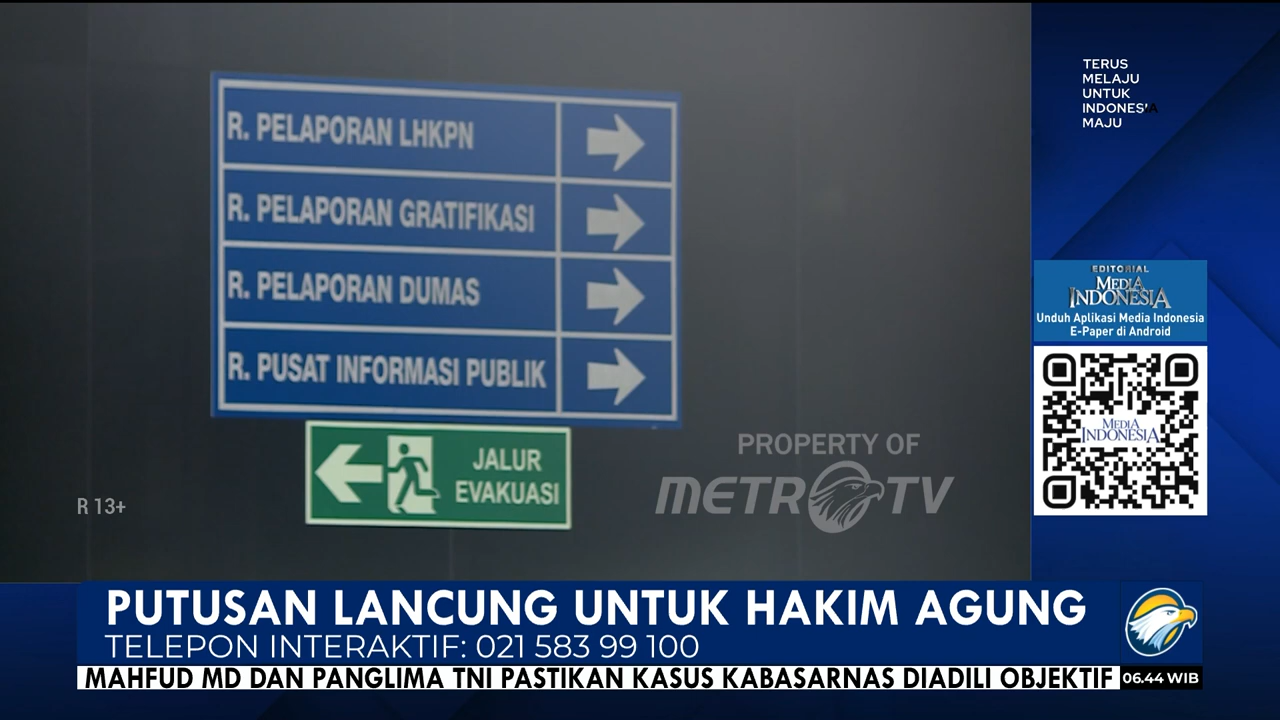 R. PELAPORAN LHKPN
R. PELAPORAN GRATIFIKASI
R. PELAPORAN DUMAS
R. PUSAT INFORMASI PUBLIK
JALUR
EVAKUASI
R 13+
PROPERTY OF
METRO TV
TERUS
MELAJU
UNTUK
INDONESIA
MAJU
EDITORIAL
MEDIA
INDONESIA
Unduh Aplikasi Media Indonesia
E-Paper di Android
MEDIA
INDONESIA
PUTUSAN LANCUNG UNTUK HAKIM AGUNG
TELEPON INTERAKTIF: 021 583 99 100
MAHFUD MD DAN PANGLIMA TNI PASTIKAN KASUS KABASARNAS DIADILI OBJEKTIF
06.44 WIB